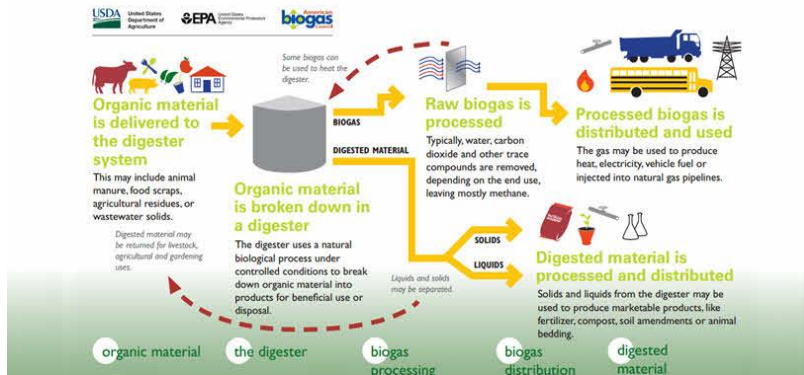 USDA
United States
Department of
Agriculture
EPA
United States
Environmental Protection
Agency
American
biogas
Council
Some biogas can
be used to heat the
digester.
Organic material
is delivered to
the digester
system
This may include animal
manure, food scraps,
agricultural residues, or
wastewater solids.
Digested material may
be returned for livestock,
agricultural and gardening
uses.
BIOGAS
DIGESTED MATERIAL
Organic material
is broken down in
a digester
The digester uses a natural
biological process under
controlled conditions to break
down organic material into
products for beneficial use or
disposal.
Raw biogas is
processed
Typically, water, carbon
dioxide and other trace
compounds are removed,
depending on the end use,
leaving mostly methane.
Processed biogas is
distributed and used
The gas may be used to produce
heat, electricity, vehicle fuel or
injected into natural gas pipelines.
SOLIDS
LIQUIDS
Liquids and solids
may be separated.
Digested material is
processed and distributed
Solids and liquids from the digester may be
used to produce marketable products, like
fertilizer, compost, soil amendments or animal
bedding.
organic material
the digester
biogas
processing
biogas
distribution
digested
material